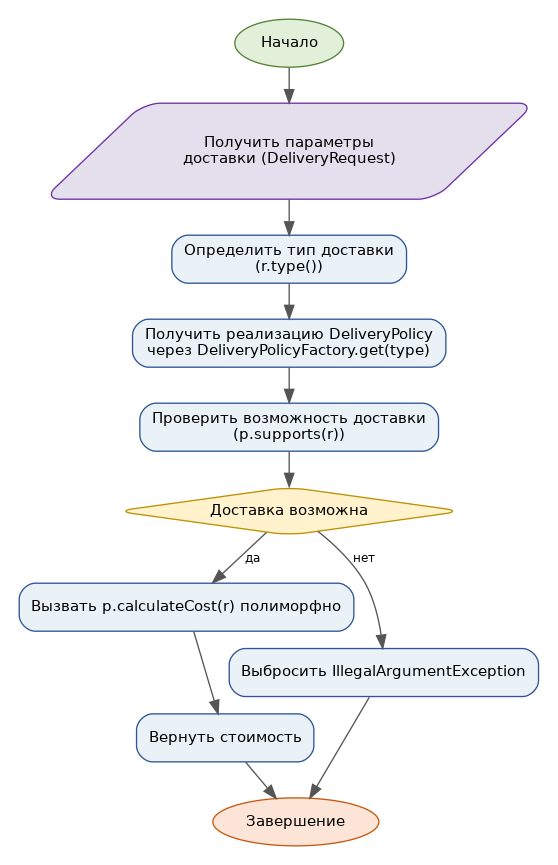 Начало
Получить параметры
доставки (DeliveryRequest)
Определить тип доставки
(r.type())
Получить реализацию DeliveryPolicy
через DeliveryPolicyFactory.get(type)
Проверить возможность доставки
(p.supports(r))
Доставка возможна
да
нет
Вызвать p.calculateCost(r) полиморфно
Выбросить IllegalArgumentException
Вернуть стоимость
Завершение